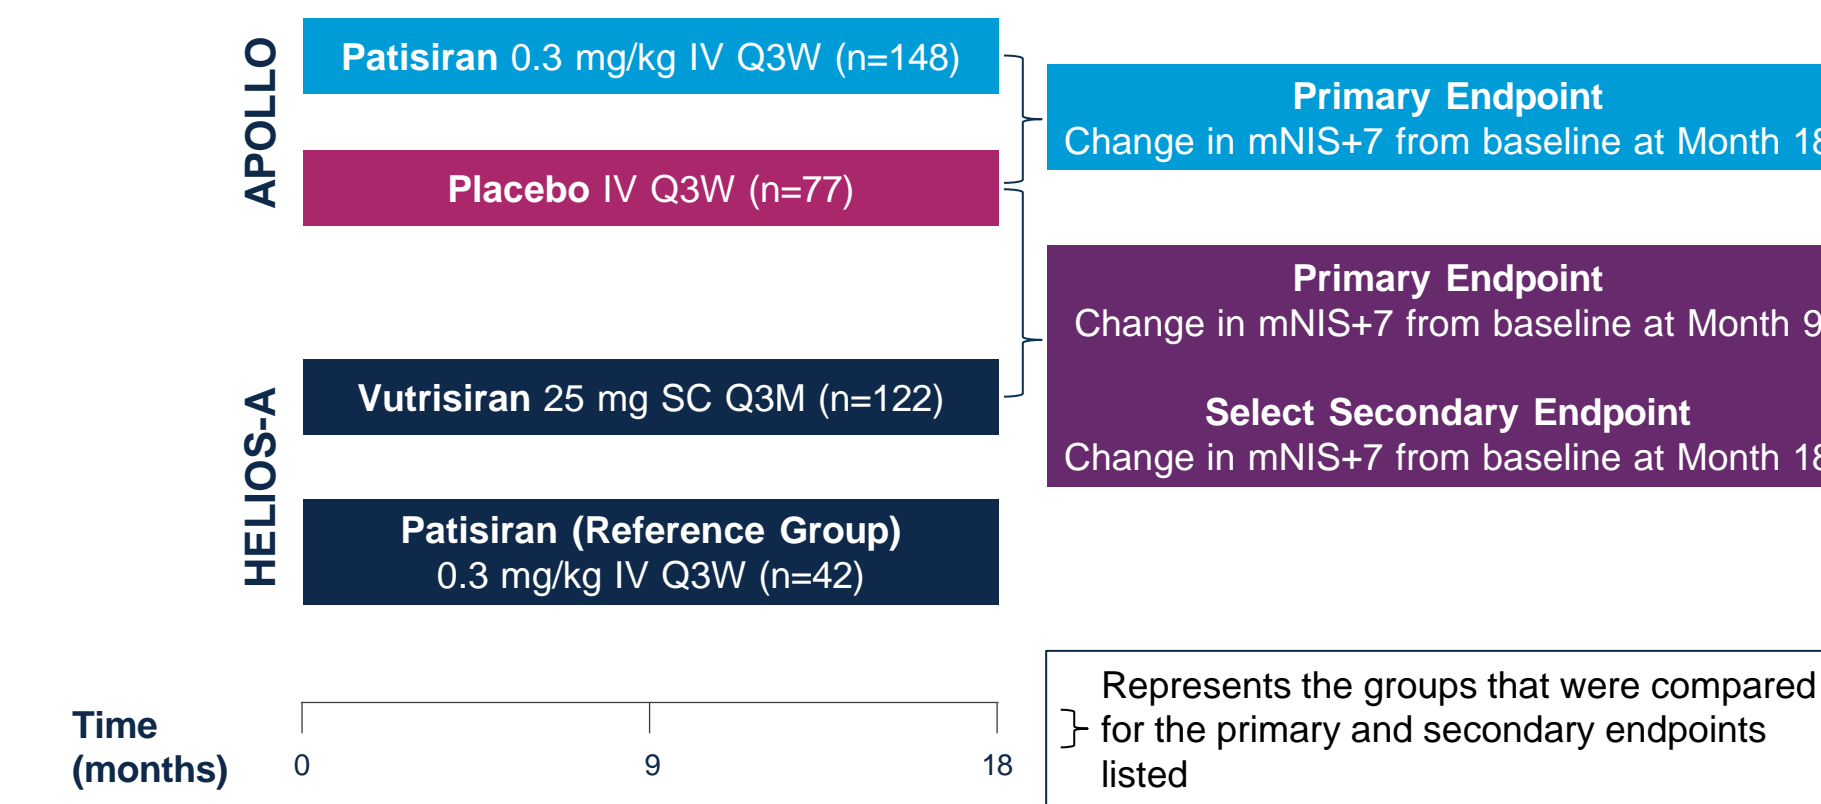 APOLLO
Patisiran 0.3 mg/kg IV Q3W (n=148)
Placebo IV Q3W (n=77)
Primary Endpoint
Change in mNIS+7 from baseline at Month 18
HELIOS-A
Vutrisiran 25 mg SC Q3M (n=122)
Patisiran (Reference Group)
0.3 mg/kg IV Q3W (n=42)
Primary Endpoint
Change in mNIS+7 from baseline at Month 9
Select Secondary Endpoint
Change in mNIS+7 from baseline at Month 18
Time
(months)
0
9
18
Represents the groups that were compared
for the primary and secondary endpoints
listed